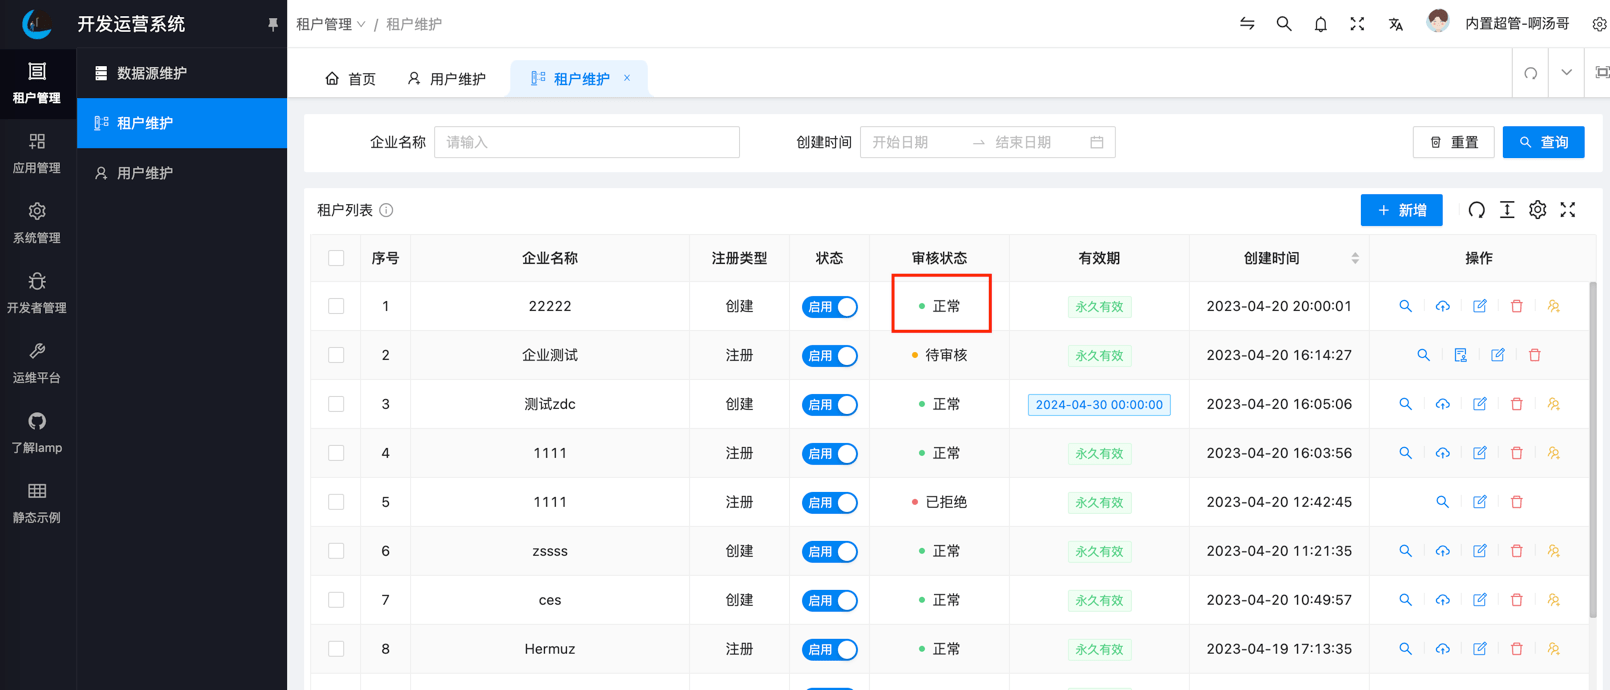 开发运营系统
租户管理 / 租户维护
内置超管-啊汤哥
租户管理
应用管理
系统管理
开发者管理
运维平台
了解lamp
静态示例
数据源维护
租户维护
用户维护
首页 用户维护 租户维护 ×
企业名称 请输入 创建时间 开始日期 → 结束日期 重置 查询
租户列表 + 新增
序号 企业名称 注册类型 状态 审核状态 有效期 创建时间 操作
1 22222 创建 启用 正常 永久有效 2023-04-20 20:00:01
2 企业测试 注册 启用 待审核 永久有效 2023-04-20 16:14:27
3 测试zdc 创建 启用 正常 2024-04-30 00:00:00 2023-04-20 16:05:06
4 1111 注册 启用 正常 永久有效 2023-04-20 16:03:56
5 1111 注册 启用 已拒绝 永久有效 2023-04-20 12:42:45
6 zssss 创建 启用 正常 永久有效 2023-04-20 11:21:35
7 ces 创建 启用 正常 永久有效 2023-04-20 10:49:57
8 Hermuz 注册 启用 正常 永久有效 2023-04-19 17:13:35